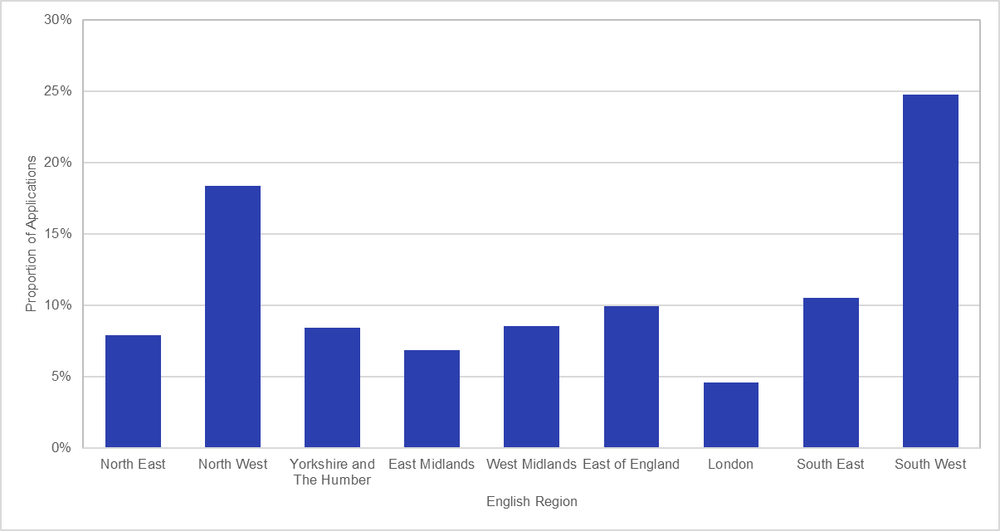 30%
25%
20%
15%
10%
5%
0%
Proportion of Applications
North East
North West
Yorkshire and
The Humber
East Midlands
West Midlands
East of England
London
South East
South West
English Region